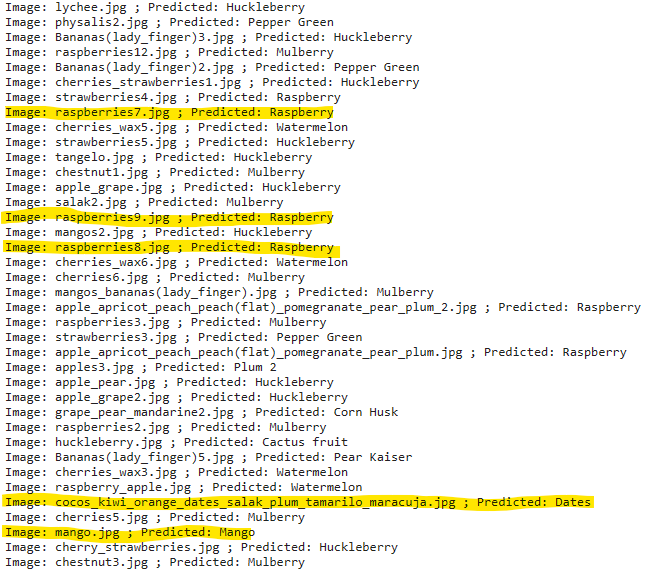 Image: lychee.jpg ; Predicted: Huckleberry
Image: physalis2.jpg ; Predicted: Pepper Green
Image: Bananas(lady_finger)3.jpg ; Predicted: Huckleberry
Image: raspberries12.jpg ; Predicted: Mulberry
Image: Bananas(lady_finger)2.jpg ; Predicted: Pepper Green
Image: cherries_strawberries1.jpg ; Predicted: Huckleberry
Image: strawberries4.jpg ; Predicted: Raspberry
Image: raspberries7.jpg ; Predicted: Raspberry
Image: cherries_wax5.jpg ; Predicted: Watermelon
Image: strawberries5.jpg ; Predicted: Huckleberry
Image: tangelo.jpg ; Predicted: Huckleberry
Image: chestnut1.jpg ; Predicted: Mulberry
Image: apple_grape.jpg ; Predicted: Huckleberry
Image: salak2.jpg ; Predicted: Mulberry
Image: raspberries9.jpg ; Predicted: Raspberry
Image: mangos2.jpg ; Predicted: Huckleberry
Image: raspberries8.jpg ; Predicted: Raspberry
Image: cherries_wax6.jpg ; Predicted: Watermelon
Image: cherries6.jpg ; Predicted: Mulberry
Image: mangos_bananas(lady_finger).jpg ; Predicted: Mulberry
Image: apple_apricot_peach_peach(flat)_pomegranate_pear_plum_2.jpg ; Predicted: Raspberry
Image: raspberries3.jpg ; Predicted: Mulberry
Image: strawberries3.jpg ; Predicted: Pepper Green
Image: apple_apricot_peach_peach(flat)_pomegranate_pear_plum.jpg ; Predicted: Raspberry
Image: apples3.jpg ; Predicted: Plum 2
Image: apple_pear.jpg ; Predicted: Huckleberry
Image: apple_grape2.jpg ; Predicted: Huckleberry
Image: grape_pear_mandarine2.jpg ; Predicted: Corn Husk
Image: raspberries2.jpg ; Predicted: Mulberry
Image: huckleberry.jpg ; Predicted: Cactus fruit
Image: Bananas(lady_finger)5.jpg ; Predicted: Pear Kaiser
Image: cherries_wax3.jpg ; Predicted: Watermelon
Image: raspberry_apple.jpg ; Predicted: Watermelon
Image: cocos_kiwi_orange_dates_salak_plum_tamarilo_maracuja.jpg ; Predicted: Dates
Image: cherries5.jpg ; Predicted: Mulberry
Image: mango.jpg ; Predicted: Mango
Image: cherry_strawberries.jpg ; Predicted: Huckleberry
Image: chestnut3.jpg ; Predicted: Mulberry